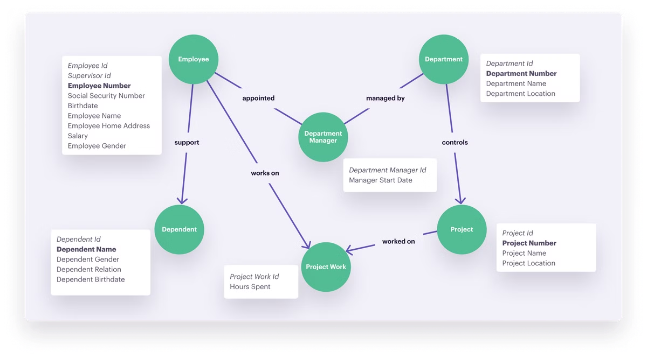 Employee
Department
Employee Id
Supervisor Id
Employee Number
Social Security Number
Birthdate
Employee Name
Employee Home Address
Salary
Employee Gender
Department Id
Department Number
Department Name
Department Location
appointed
managed by
Department
Manager
support
controls
works on
Department Manager Id
Manager Start Date
Dependent
Project
Dependent Id
Dependent Name
Dependent Gender
Dependent Relation
Dependent Birthdate
Project Id
Project Number
Project Name
Project Location
worked on
Project Work
Project Work Id
Hours Spent